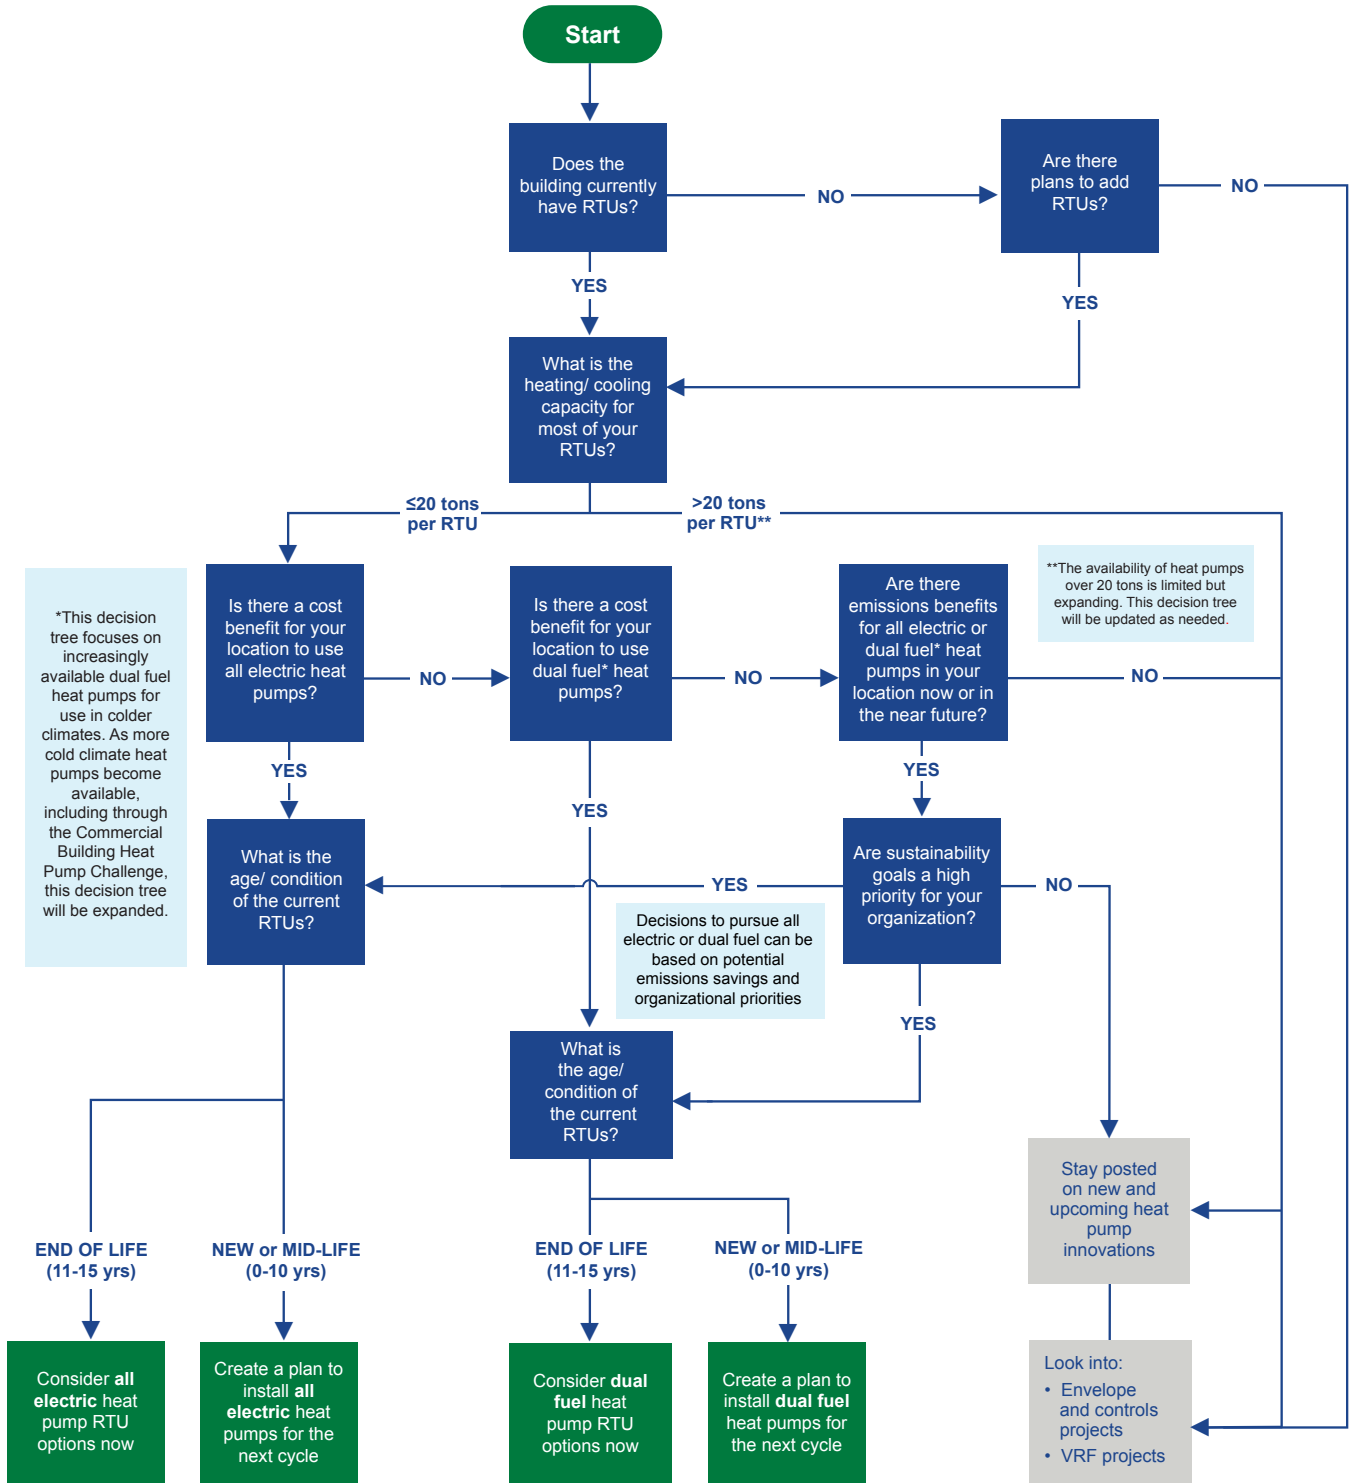 Start
Does the
building currently
have RTUs?
NO
Are there
plans to add
RTUs?
NO
YES
YES
What is the
heating/ cooling
capacity for
most of your
RTUs?
≤20 tons
per RTU
>20 tons
per RTU**
*This decision
tree focuses on
increasingly
available dual fuel
heat pumps for
use in colder
climates. As more
cold climate heat
pumps become
available,
including through
the Commercial
Building Heat
Pump Challenge,
this decision tree
will be expanded.
Is there a cost
benefit for your
location to use
all electric heat
pumps?
NO
Is there a cost
benefit for your
location to use
dual fuel* heat
pumps?
NO
Are there
emissions benefits
for all electric or
dual fuel* heat
pumps in your
location now or in
the near future?
NO
**The availability of heat pumps
over 20 tons is limited but
expanding. This decision tree
will be updated as needed.
YES
YES
YES
What is the
age/ condition
of the current
RTUs?
YES
Are sustainability
goals a high
priority for your
organization?
NO
Decisions to pursue all
electric or dual fuel can be
based on potential
emissions savings and
organizational priorities
YES
What is
the age/
condition of
the current
RTUs?
Stay posted
on new and
upcoming heat
pump
innovations
END OF LIFE
(11-15 yrs)
NEW or MID-LIFE
(0-10 yrs)
END OF LIFE
(11-15 yrs)
NEW or MID-LIFE
(0-10 yrs)
Consider all
electric heat
pump RTU
options now
Create a plan to
install all
electric heat
pumps for the
next cycle
Consider dual
fuel heat
pump RTU
options now
Create a plan to
install dual fuel
heat pumps for
the next cycle
Look into:
• Envelope
and controls
projects
• VRF projects